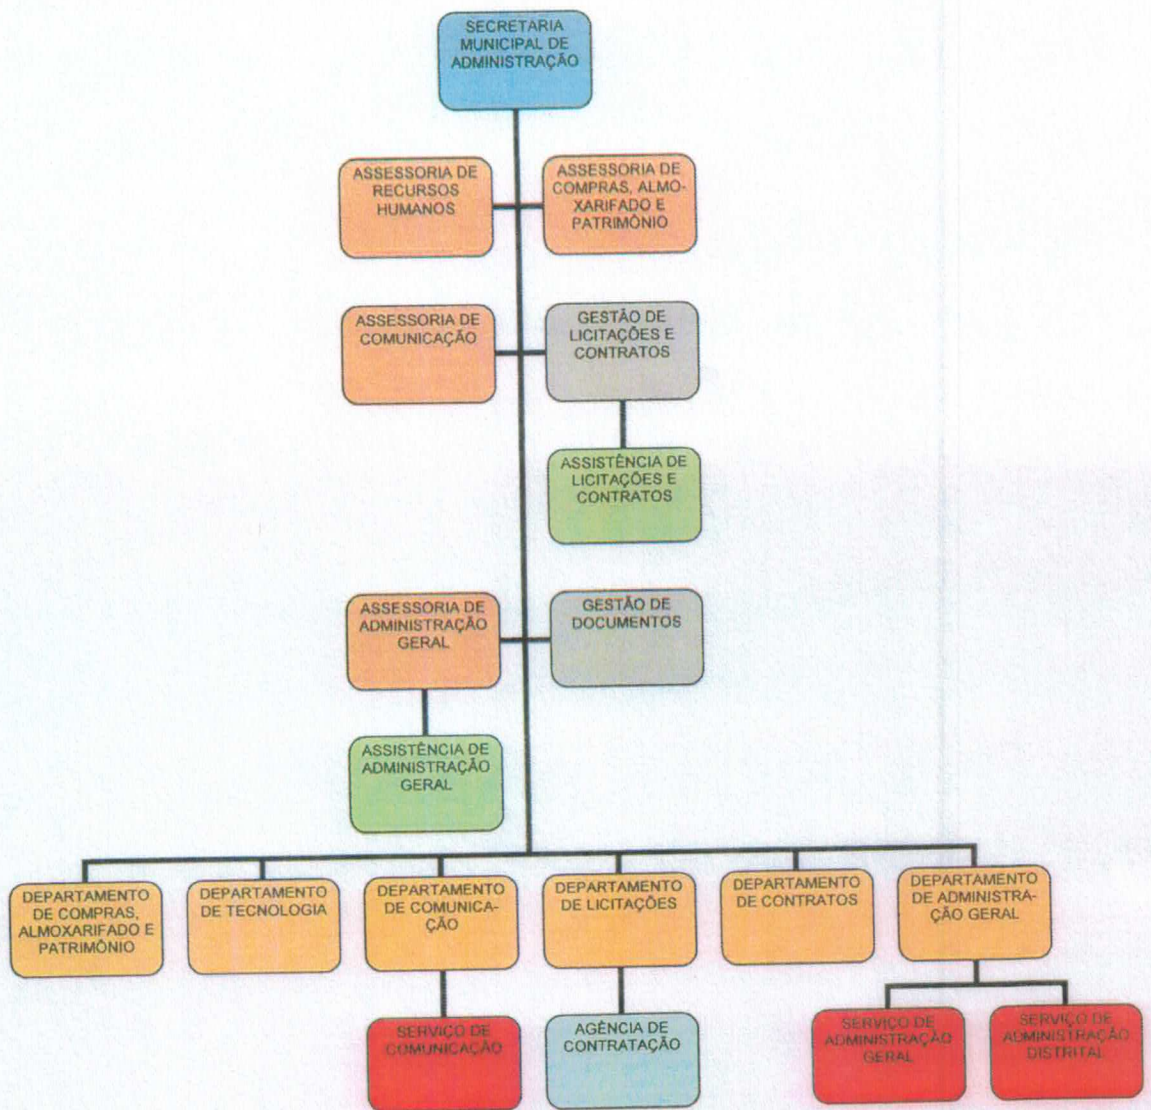 SECRETARIA
MUNICIPAL DE
ADMINISTRAÇÃO
ASSESSORIA DE
RECURSOS
HUMANOS
ASSESSORIA DE
COMPRAS, ALMO-
XARIFADO E
PATRIMÔNIO
ASSESSORIA DE
COMUNICAÇÃO
GESTÃO DE
LICITAÇÕES E
CONTRATOS
ASSISTÊNCIA DE
LICITAÇÕES E
CONTRATOS
ASSESSORIA DE
ADMINISTRAÇÃO
GERAL
GESTÃO DE
DOCUMENTOS
ASSISTÊNCIA DE
ADMINISTRAÇÃO
GERAL
DEPARTAMENTO
DE COMPRAS,
ALMOXARIFADO E
PATRIMÔNIO
DEPARTAMENTO
DE TECNOLOGIA
DEPARTAMENTO
DE COMUNICA-
ÇÃO
DEPARTAMENTO
DE LICITAÇÕES
DEPARTAMENTO
DE CONTRATOS
DEPARTAMENTO
DE ADMINISTRA-
ÇÃO GERAL
SERVIÇO DE
COMUNICAÇÃO
AGÊNCIA DE
CONTRATAÇÃO
SERVIÇO DE
ADMINISTRAÇÃO
GERAL
SERVIÇO DE
ADMINISTRAÇÃO
DISTRITAL